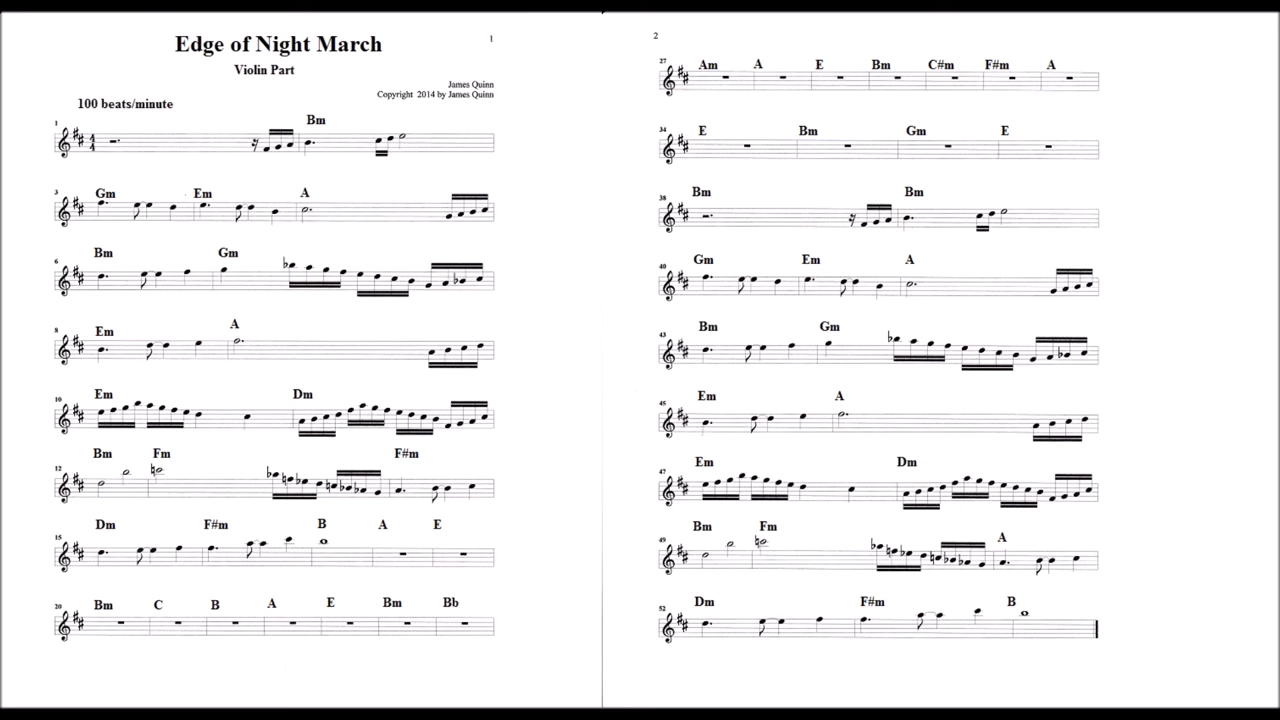 Edge of Night March
1
Violin Part
James Quinn
Copyright 2014 by James Quinn
100 beats/minute
1
Bm
4
4
3
Gm Em A
6
Bm Gm
8
Em A
10
Em Dm
12
Bm Fm F#m
15
Dm F#m B A E
20
Bm C B A E Bm Bb
2
27
Am A E Bm C#m F#m A
34
E Bm Gm E
38
Bm Bm
40
Gm Em A
43
Bm Gm
45
Em A
47
Em Dm
49
Bm Fm A
52
Dm F#m B